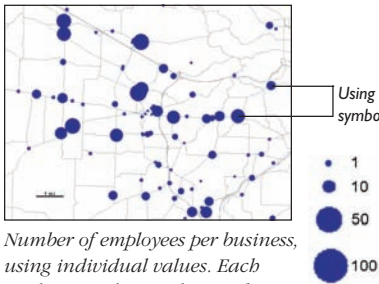 Using
symbo
1
10
50
100
Number of employees per business,
using individual values. Each